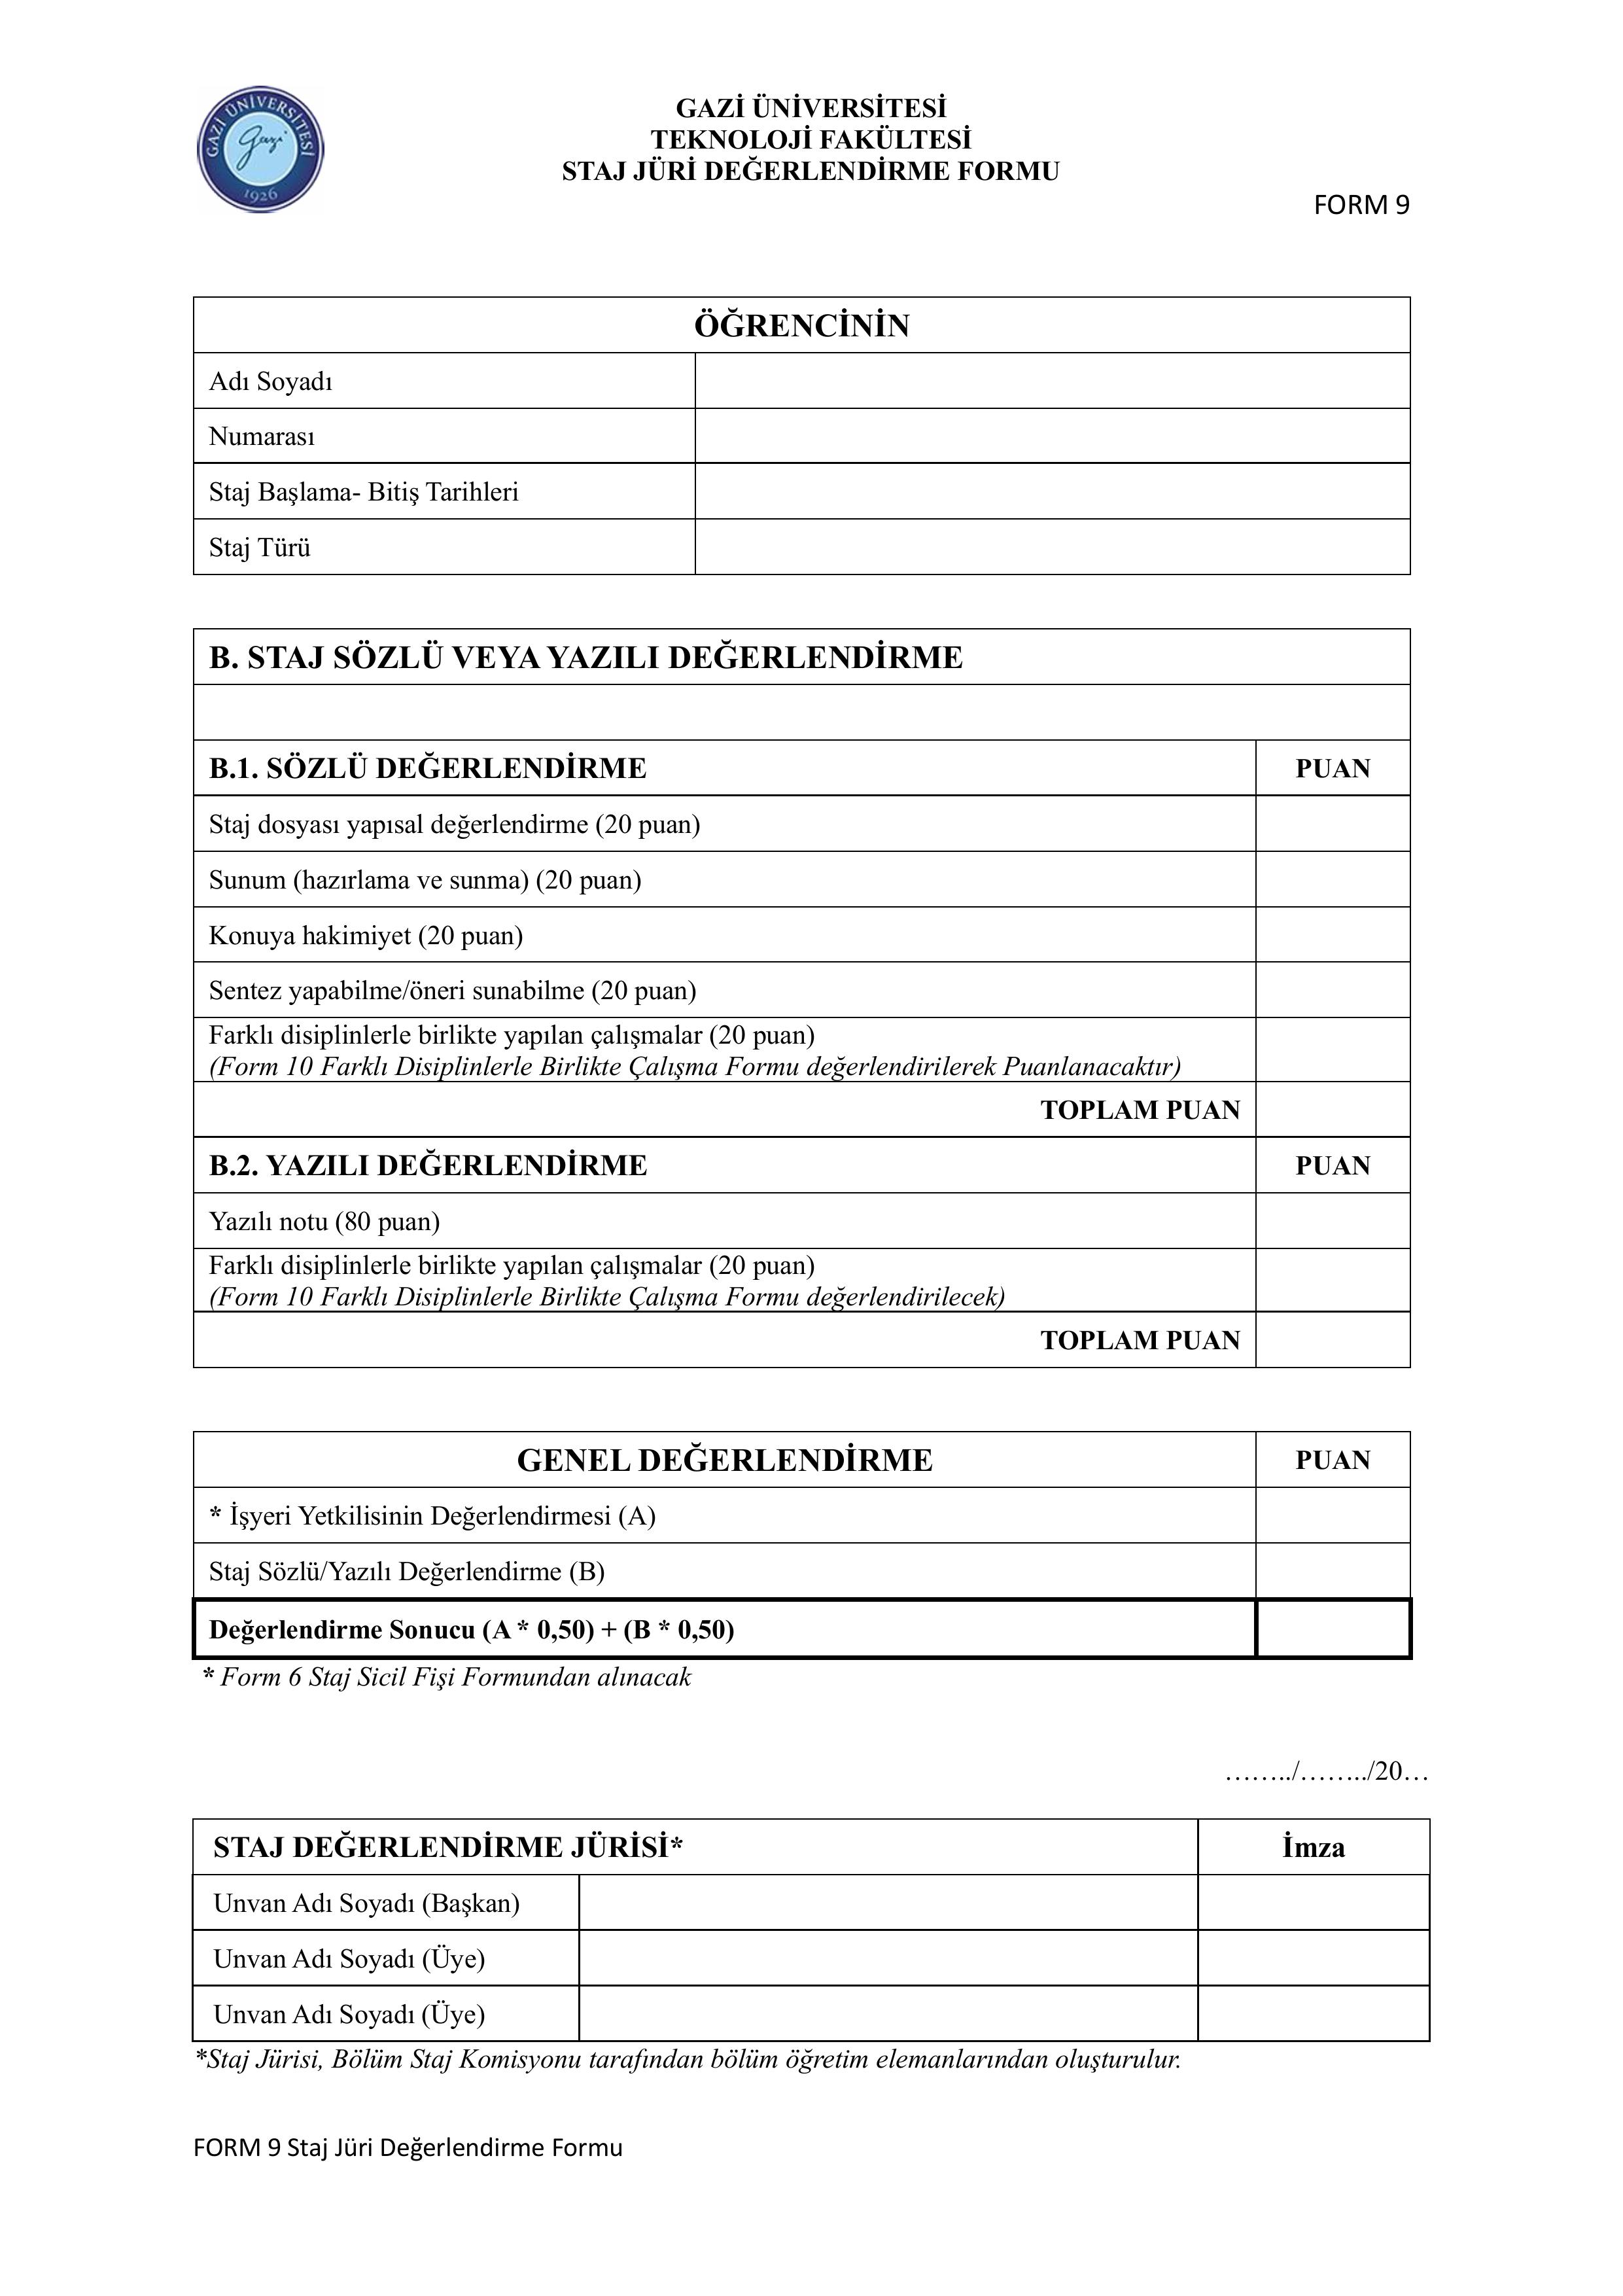 GAZİ ÜNİVERSİTESİ
Gazi
1926
GAZİ ÜNİVERSİTESİ
TEKNOLOJİ FAKÜLTESİ
STAJ JÜRİ DEĞERLENDİRME FORMU
FORM 9
ÖĞRENCİNİN
Adı Soyadı
Numarası
Staj Başlama- Bitiş Tarihleri
Staj Türü
B. STAJ SÖZLÜ VEYA YAZILI DEĞERLENDİRME
B.1. SÖZLÜ DEĞERLENDİRME PUAN
Staj dosyası yapısal değerlendirme (20 puan)
Sunum (hazırlama ve sunma) (20 puan)
Konuya hakimiyet (20 puan)
Sentez yapabilme/öneri sunabilme (20 puan)
Farklı disiplinlerle birlikte yapılan çalışmalar (20 puan)
(Form 10 Farklı Disiplinlerle Birlikte Çalışma Formu değerlendirilerek Puanlanacaktır)
TOPLAM PUAN
B.2. YAZILI DEĞERLENDİRME PUAN
Yazılı notu (80 puan)
Farklı disiplinlerle birlikte yapılan çalışmalar (20 puan)
(Form 10 Farklı Disiplinlerle Birlikte Çalışma Formu değerlendirilecek)
TOPLAM PUAN
GENEL DEĞERLENDİRME PUAN
* İşyeri Yetkilisinin Değerlendirmesi (A)
Staj Sözlü/Yazılı Değerlendirme (B)
Değerlendirme Sonucu (A * 0,50) + (B * 0,50)
* Form 6 Staj Sicil Fişi Formundan alınacak
……../……../20…
STAJ DEĞERLENDİRME JÜRİSİ* İmza
Unvan Adı Soyadı (Başkan)
Unvan Adı Soyadı (Üye)
Unvan Adı Soyadı (Üye)
*Staj Jürisi, Bölüm Staj Komisyonu tarafından bölüm öğretim elemanlarından oluşturulur.
FORM 9 Staj Jüri Değerlendirme Formu